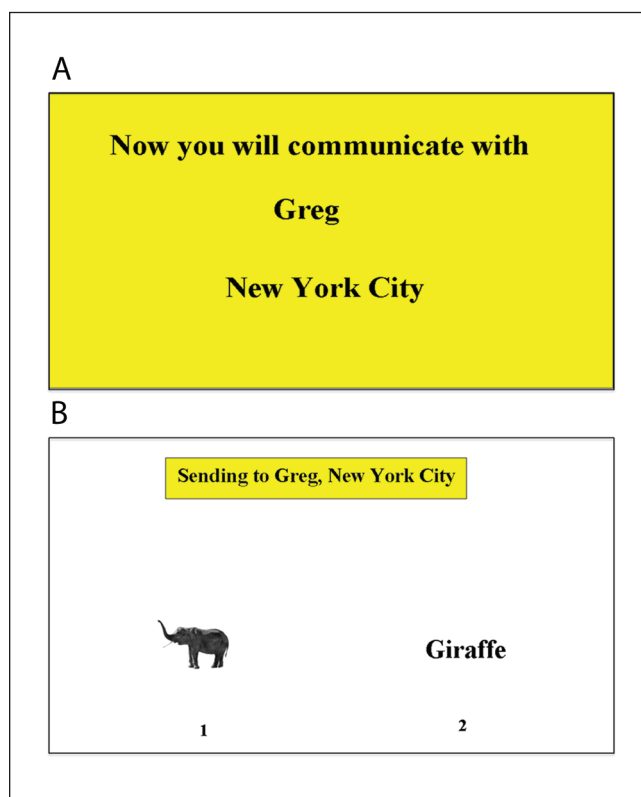 A
Now you will communicate with
Greg
New York City
B
Sending to Greg, New York City
Giraffe
1
2